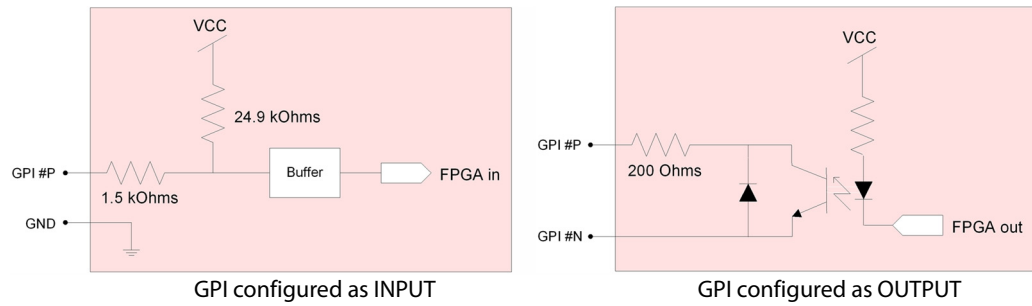 VCC
24.9 kOhms
GPI #P
1.5 kOhms
Buffer
FPGA in
GND
GPI configured as INPUT
VCC
GPI #P
200 Ohms
GPI #N
FPGA out
GPI configured as OUTPUT